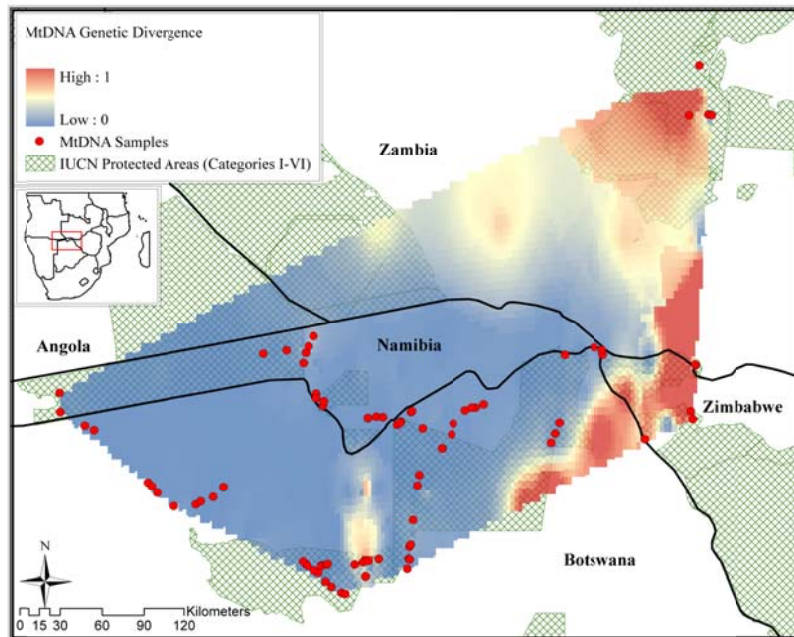 MtDNA Genetic Divergence
High : 1
Low : 0
MtDNA Samples
IUCN Protected Areas (Categories I-VI)
Zambia
Angola
Namibia
Zimbabwe
Botswana
N
Kilometers
0 15 30 60 90 120